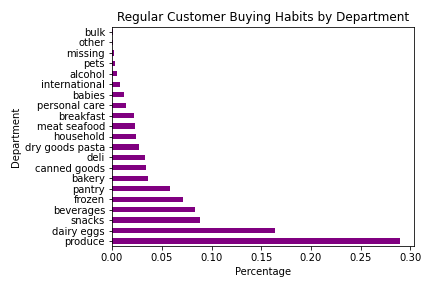 Regular Customer Buying Habits by Department
bulk
other
missing
pets
alcohol
international
babies
personal care
breakfast
meat seafood
household
dry goods pasta
deli
canned goods
bakery
pantry
frozen
beverages
snacks
dairy eggs
produce
Department
0.00 0.05 0.10 0.15 0.20 0.25 0.30
Percentage